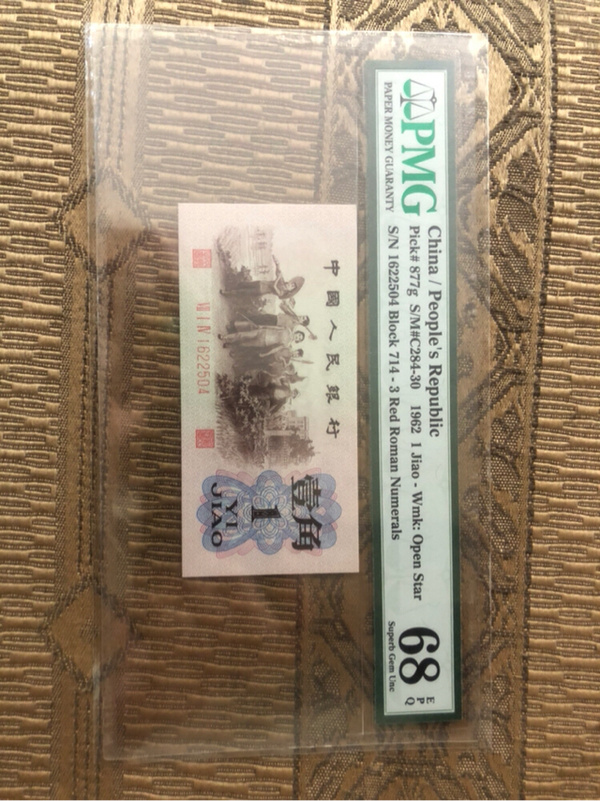 PMG
PAPER MONEY GUARANTY
China / People's Republic
Pick# 877g S/M#C284-30 1962 1 Jiao - Wmk: Open Star
S/N 1622504 Block 714 - 3 Red Roman Numerals
68
EPQ
Superb Gem Unc
中國人民銀行
壹角
1
YI JIAO
1622504